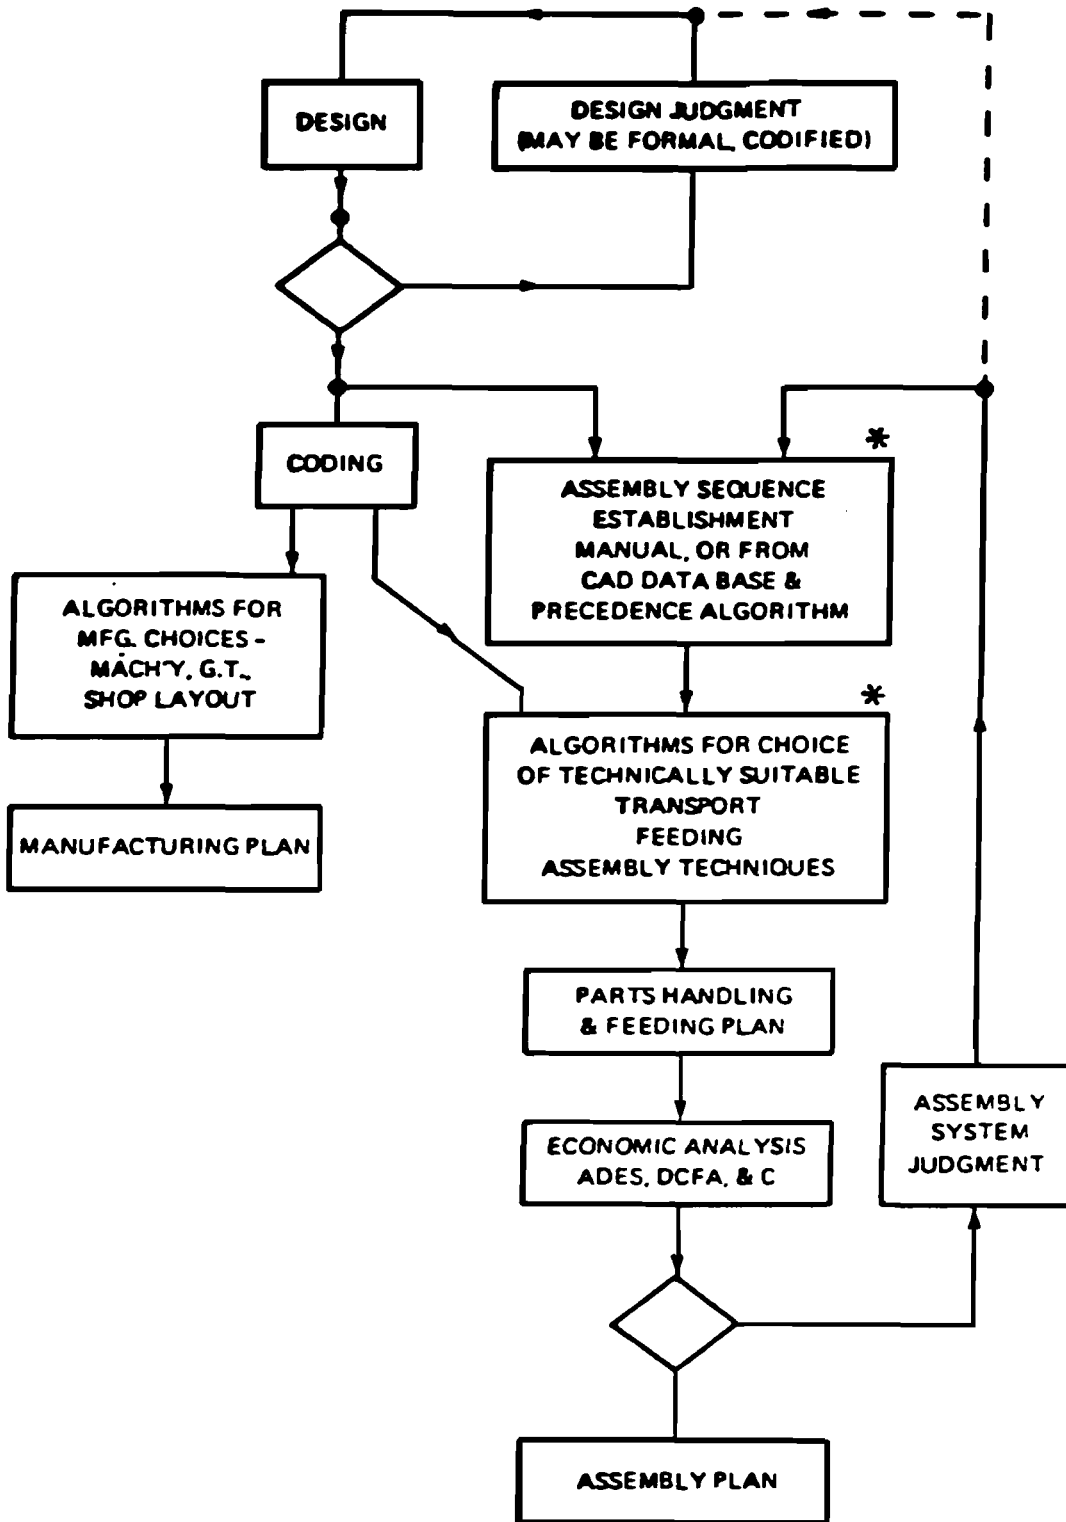 DESIGN
DESIGN JUDGMENT
(MAY BE FORMAL, CODIFIED)
CODING
*
ASSEMBLY SEQUENCE
ESTABLISHMENT
MANUAL, OR FROM
CAD DATA BASE &
PRECEDENCE ALGORITHM
ALGORITHMS FOR
MFG. CHOICES -
MACH'Y, G.T.,
SHOP LAYOUT
*
ALGORITHMS FOR CHOICE
OF TECHNICALLY SUITABLE
TRANSPORT
FEEDING
ASSEMBLY TECHNIQUES
MANUFACTURING PLAN
PARTS HANDLING
& FEEDING PLAN
ASSEMBLY
SYSTEM
JUDGMENT
ECONOMIC ANALYSIS
ADES, DCFA, & C
ASSEMBLY PLAN